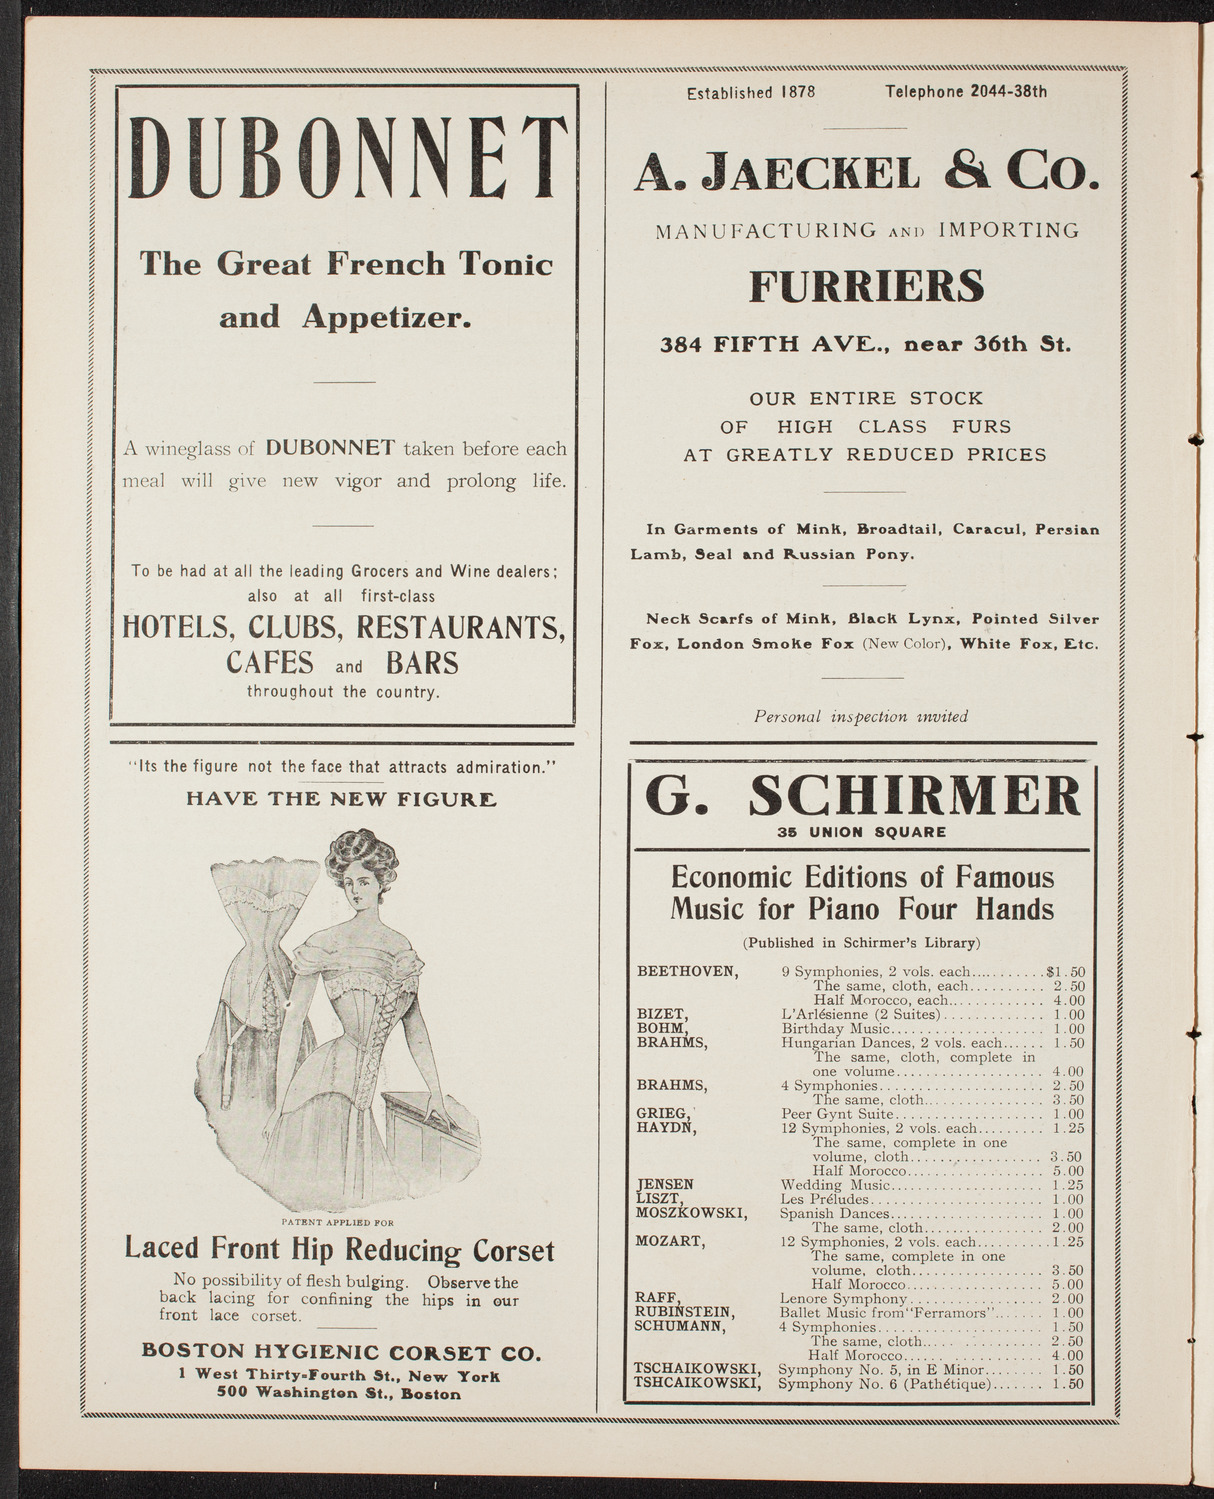 DUBONNET
The Great French Tonic
and Appetizer.
A wineglass of DUBONNET taken before each
meal will give new vigor and prolong life.
To be had at all the leading Grocers and Wine dealers;
also at all first-class
HOTELS, CLUBS, RESTAURANTS,
CAFES and BARS
throughout the country.
"Its the figure not the face that attracts admiration."
HAVE THE NEW FIGURE
PATENT APPLIED FOR
Laced Front Hip Reducing Corset
No possibility of flesh bulging. Observe the
back lacing for confining the hips in our
front lace corset.
BOSTON HYGIENIC CORSET CO.
1 West Thirty-Fourth St., New York
500 Washington St., Boston
Established 1878 Telephone 2044-38th
A. JAECKEL & Co.
MANUFACTURING AND IMPORTING
FURRIERS
384 FIFTH AVE., near 36th St.
OUR ENTIRE STOCK
OF HIGH CLASS FURS
AT GREATLY REDUCED PRICES
In Garments of Mink, Broadtail, Caracul, Persian
Lamb, Seal and Russian Pony.
Neck Scarfs of Mink, Black Lynx, Pointed Silver
Fox, London Smoke Fox (New Color), White Fox, Etc.
Personal inspection invited
G. SCHIRMER
35 UNION SQUARE
Economic Editions of Famous
Music for Piano Four Hands
(Published in Schirmer's Library)
BEETHOVEN, 9 Symphonies, 2 vols. each.............$1.50
The same, cloth, each.......... 2.50
Half Morocco, each............. 4.00
BIZET, L'Arlésienne (2 Suites)............. 1.00
BOHM, Birthday Music...................... 1.00
BRAHMS, Hungarian Dances, 2 vols. each...... 1.50
The same, cloth, complete in
one volume................... 4.00
BRAHMS, 4 Symphonies........................ 2.50
The same, cloth................ 3.50
GRIEG, Peer Gynt Suite...................... 1.00
HAYDN, 12 Symphonies, 2 vols. each......... 1.25
The same, complete in one
volume, cloth.................. 3.50
Half Morocco................... 5.00
JENSEN Wedding Music...................... 1.25
LISZT, Les Préludes......................... 1.00
MOSZKOWSKI, Spanish Dances...................... 1.00
The same, cloth................. 2.00
MOZART, 12 Symphonies, 2 vols. each..........1.25
The same, complete in one
volume, cloth.................. 3.50
Half Morocco................... 5.00
RAFF, Lenore Symphony.................... 2.00
RUBINSTEIN, Ballet Music from "Ferramors"....... 1.00
SCHUMANN, 4 Symphonies........................ 1.50
The same, cloth................ 2.50
Half Morocco................... 4.00
TSCHAIKOWSKI, Symphony No. 5, in E Minor........ 1.50
TSHCAIKOWSKI, Symphony No. 6 (Pathétique)....... 1.50